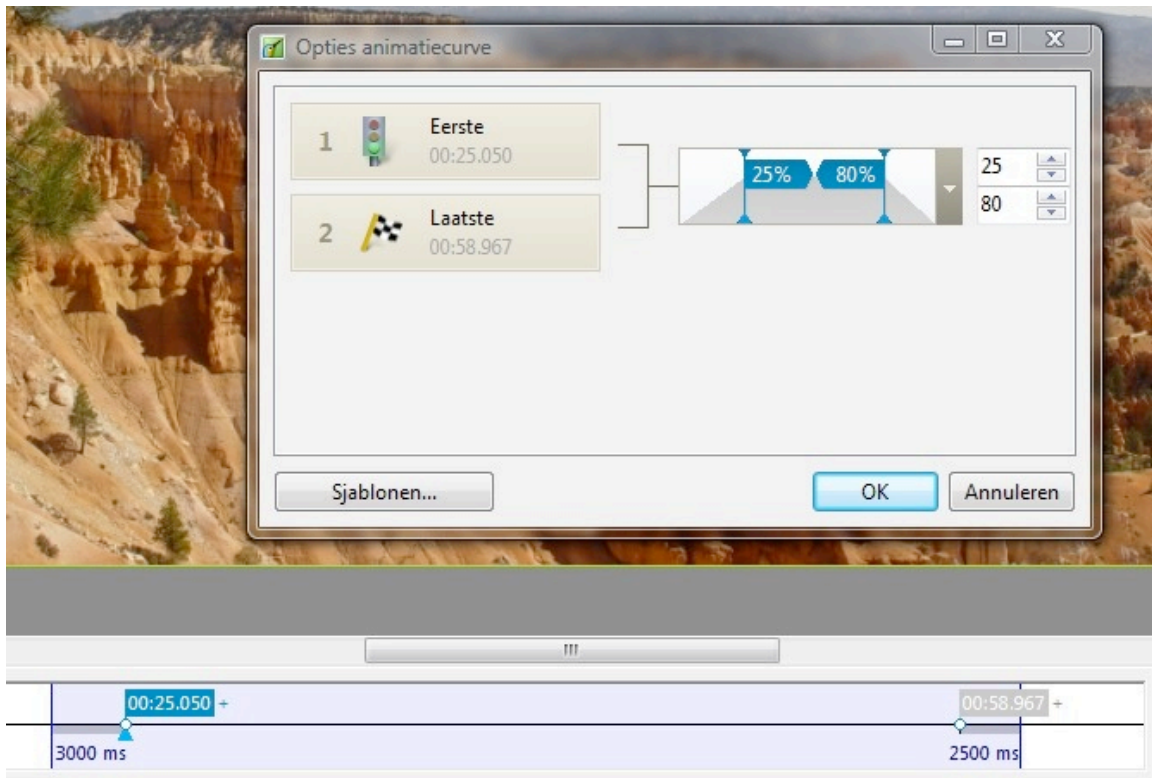 Opties animatiecurve
1
Eerste
00:25.050
2
Laatste
00:58.967
25% 80%
25
80
Sjablonen...
OK
Annuleren
00:25.050 +
00:58.967 +
3000 ms
2500 ms